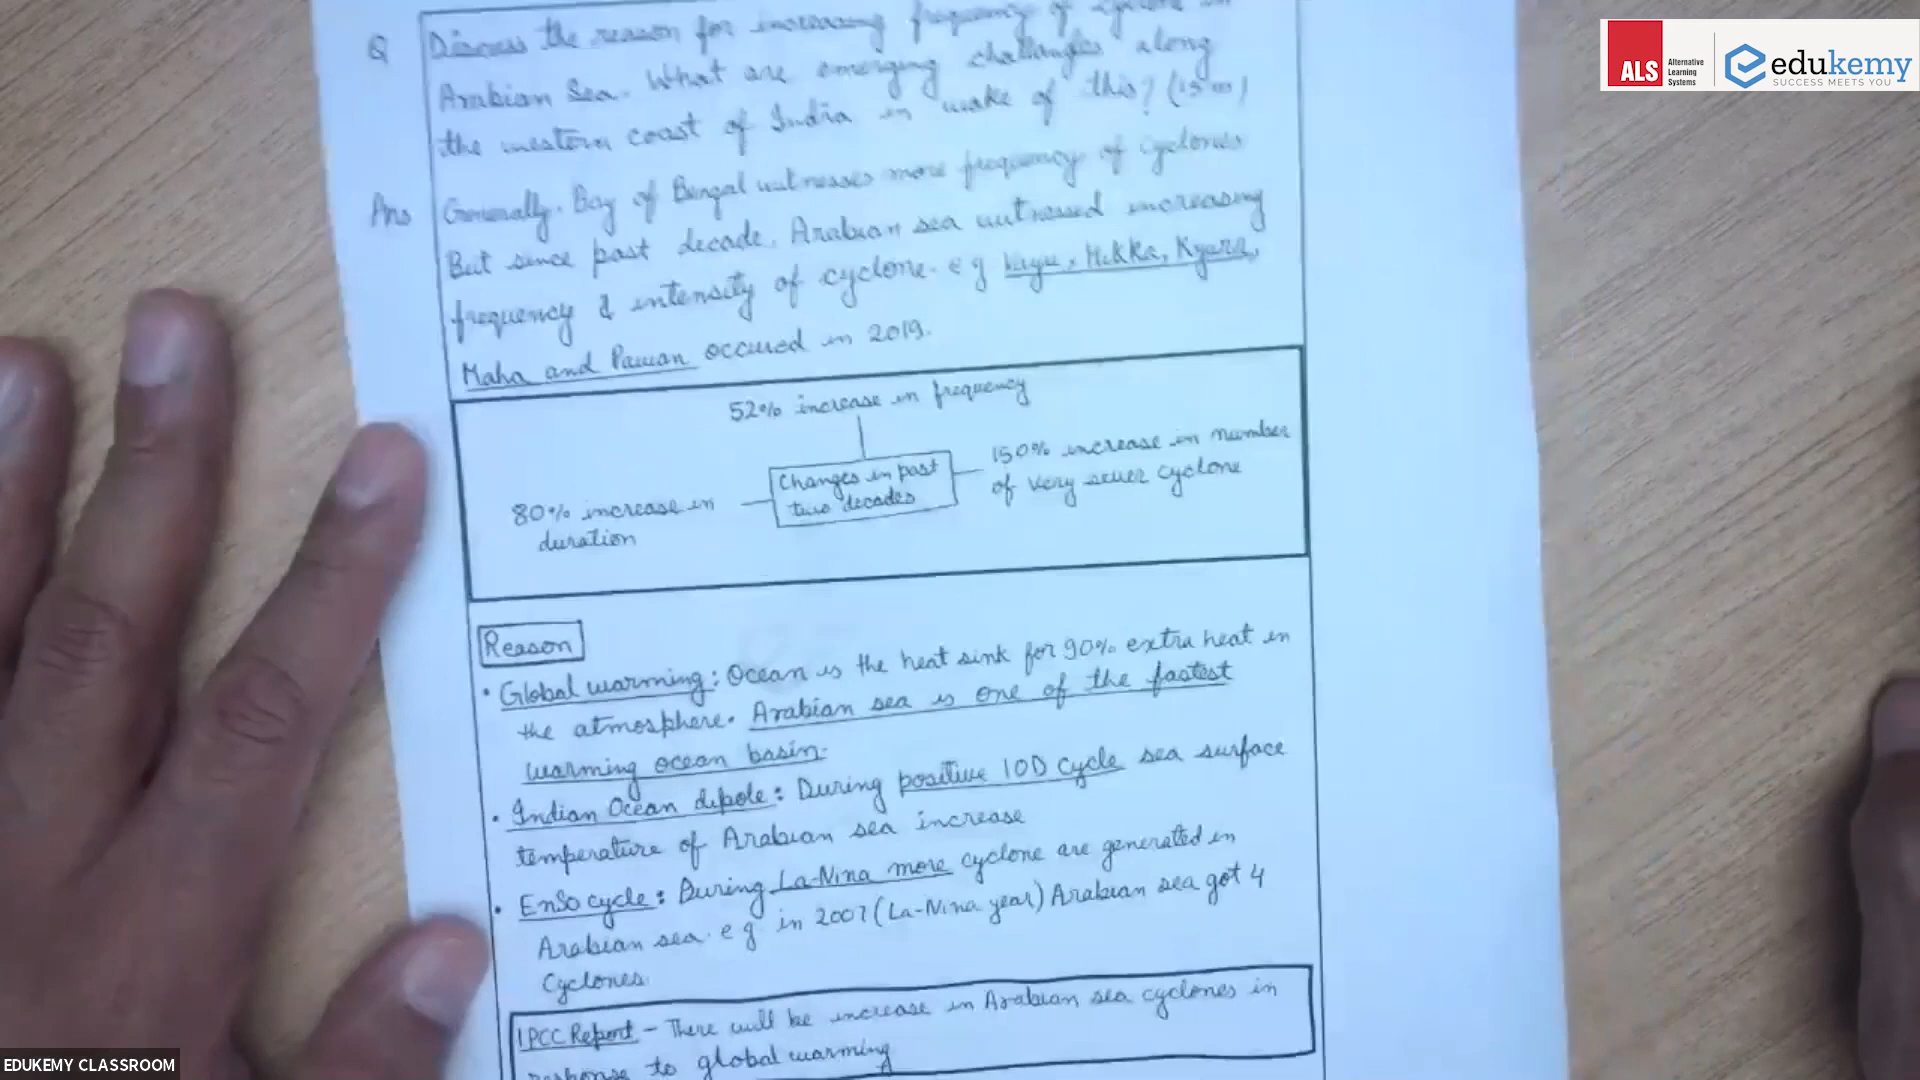 Q Discuss the reason for increasing frequency of cyclone in
Arabian Sea. What are emerging challanges along
the western coast of India in wake of this? (15 m)
Ans Generally. Bay of Bengal witnesses more frequency of cyclones
But since past decade. Arabian sea witnessed increasing
frequency & intensity of cyclone. eg Vayu, Hikka, Kyarr,
Maha and Pawan occured in 2019.
52% increase in frequency
150% increase in number
of very sever cyclone
Changes in past
two decades
80% increase in
duration
Reason
• Global warming: Ocean is the heat sink for 90% extra heat in
the atmosphere. Arabian sea is one of the fastest
warming ocean basin.
• Indian Ocean dipole: During positive IOD cycle sea surface
temperature of Arabian sea increase
• EnSo cycle: During La-Nina more cyclone are generated in
Arabian sea. eg in 2007 (La-Nina year) Arabian sea got 4
Cyclones.
IPCC Report - There will be increase in Arabian sea cyclones in
response to global warming
ALS Alternative Learning Systems
edukemy
SUCCESS MEETS YOU
EDUKEMY CLASSROOM